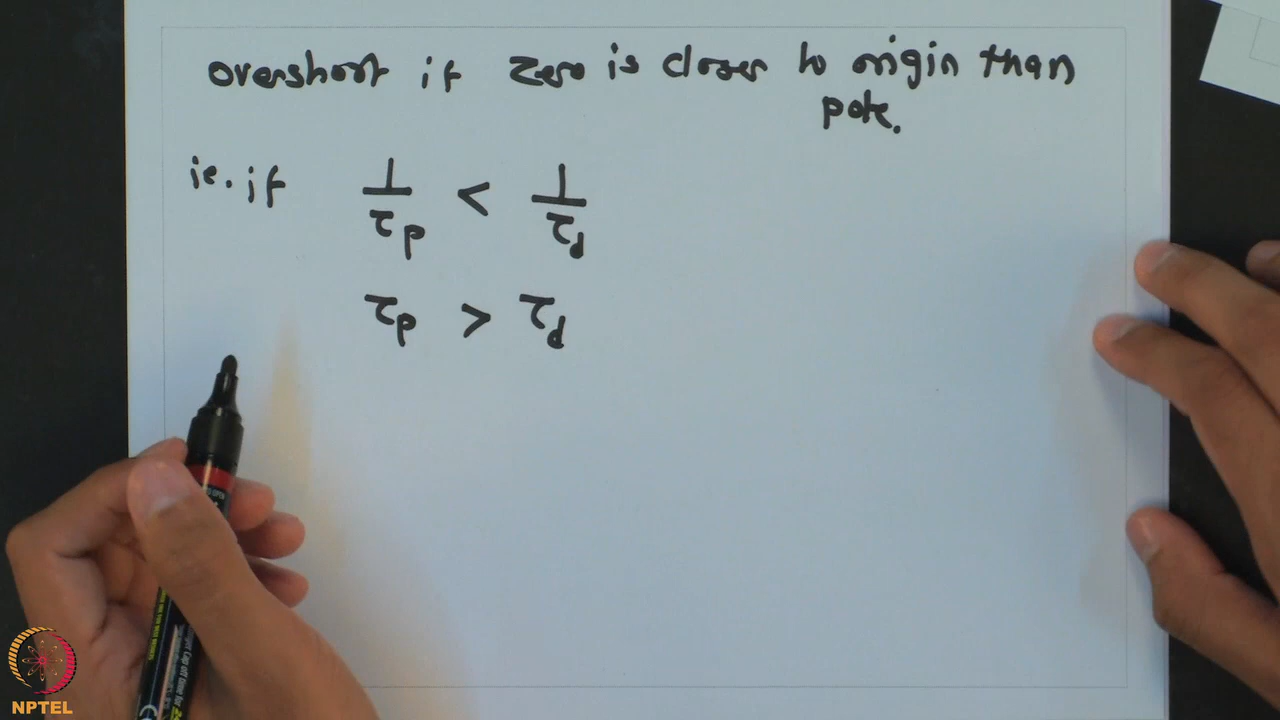 overshoot if zero is closer to origin than
pole.
ie. if 1/τp < 1/τd
τp > τd
NPTEL